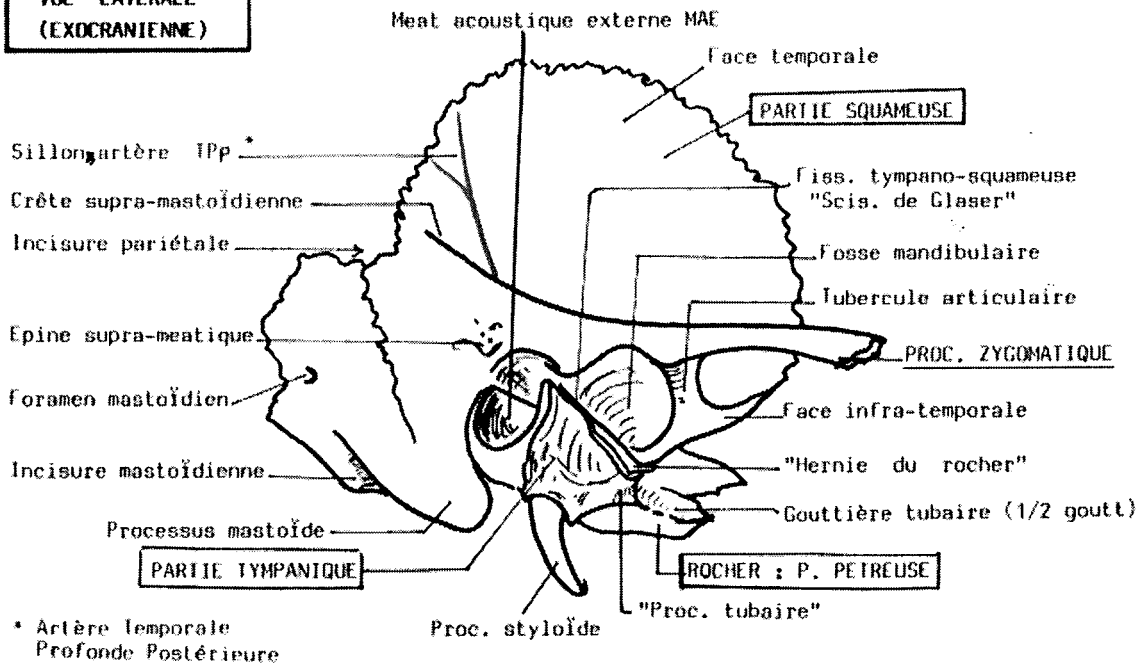 VUE LATERALE
(EXOCRANIENNE)
Meat acoustique externe MAE
Face temporale
PARTIE SQUAMEUSE
Sillon artère TPp *
Fiss. tympano-squameuse
"Scis. de Glaser"
Crête supra-mastoïdienne
Incisure pariétale
Fosse mandibulaire
Tubercule articulaire
Epine supra-meatique
PROC. ZYGOMATIQUE
Foramen mastoïdien
Face infra-temporale
Incisure mastoïdienne
"Hernie du rocher"
Gouttière tubaire (1/2 goutt)
Processus mastoïde
PARTIE TYMPANIQUE
ROCHER : P. PETREUSE
"Proc. tubaire"
Proc. styloïde
* Artère Temporale
Profonde Postérieure